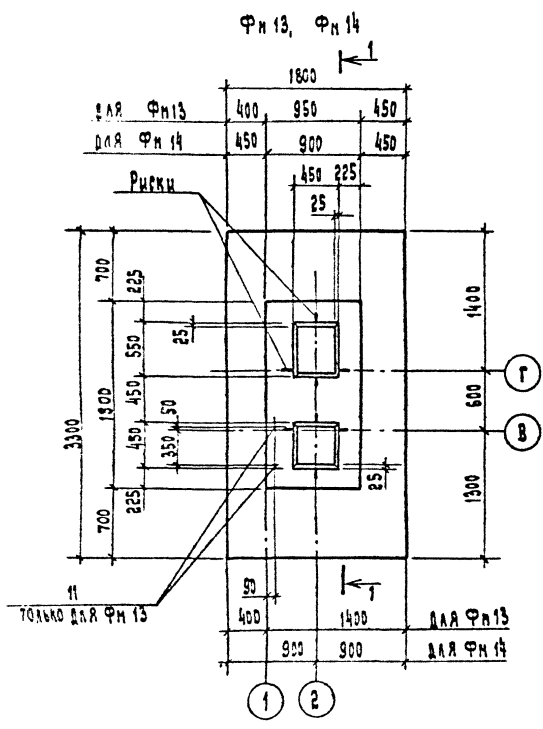 Фм 13, Фм 14
1
1800
для Фм13 400 950 450
для Фм 14 450 900 450
Риски 450 225
25
700 225 1400
25
550
Г
450 600
3300 1900 50
В
450 350
25
700 225 1300
11
только для Фм 13
90
1
400 1400 для Фм13
900 900 для Фм 14
1 2